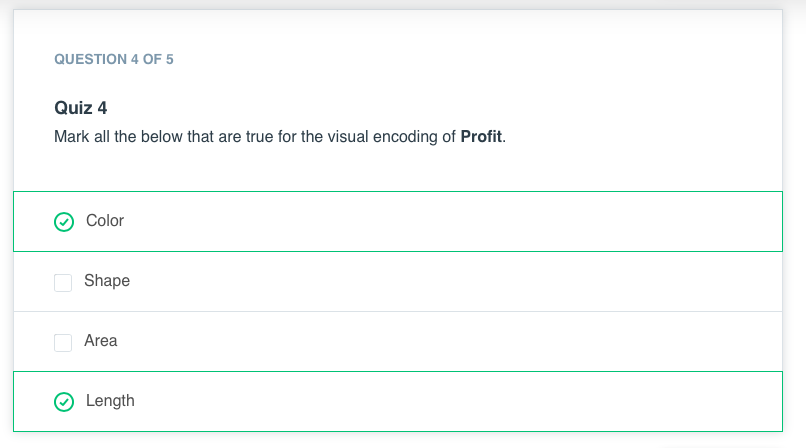 QUESTION 4 OF 5
Quiz 4
Mark all the below that are true for the visual encoding of Profit.
Color
Shape
Area
Length